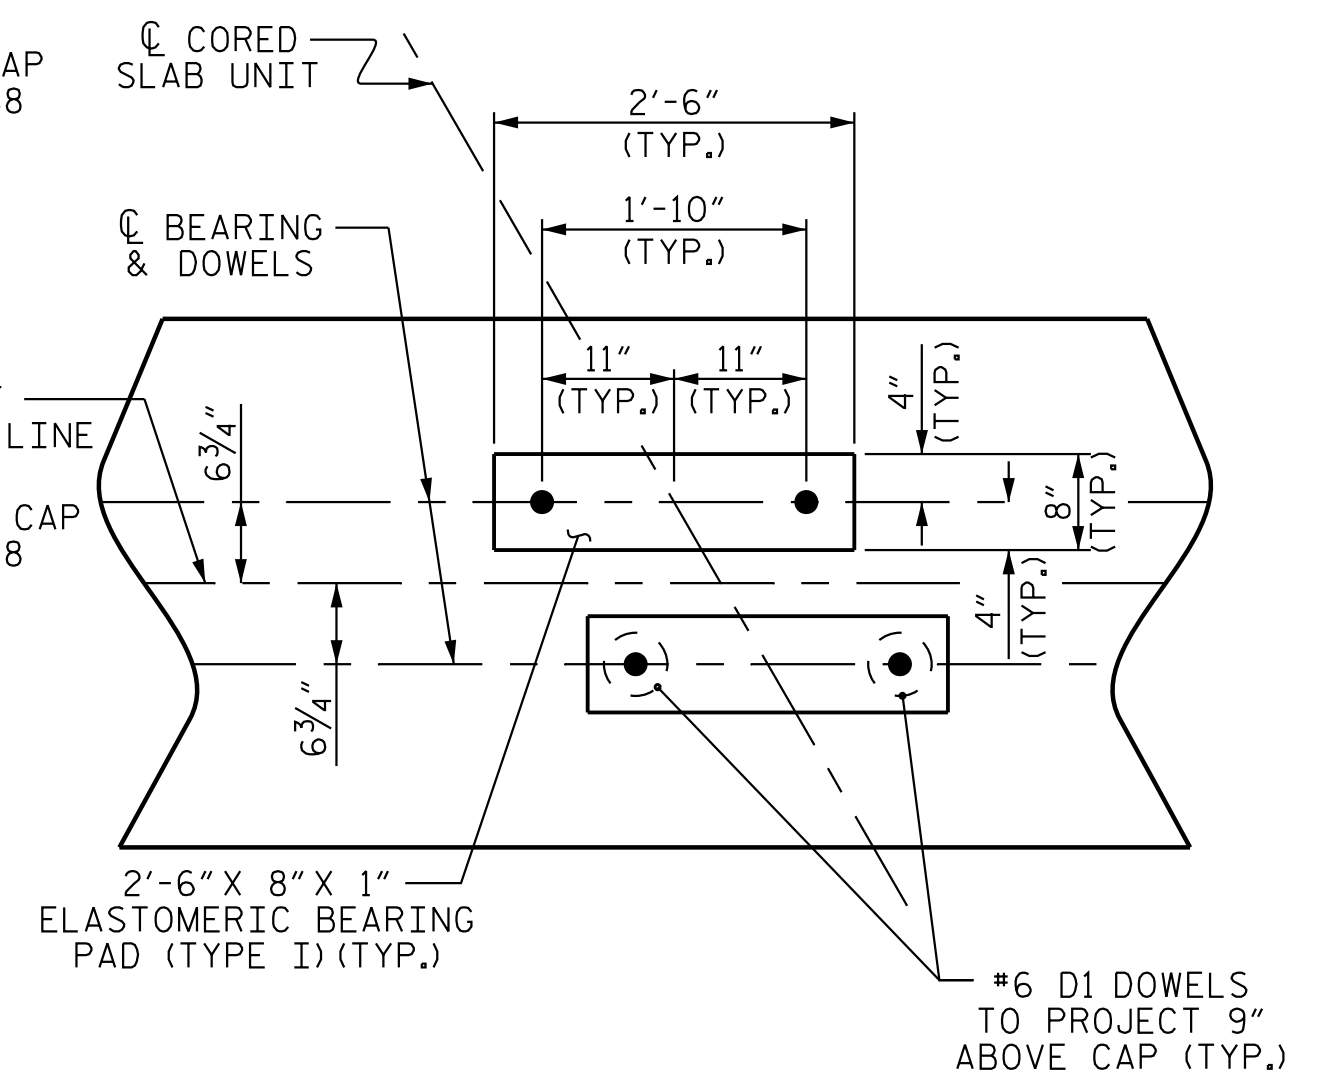 ℄ CORED
SLAB UNIT
AP
8
2'-6"
(TYP.)
1'-10"
(TYP.)
℄ BEARING
& DOWELS
11"
(TYP.)
11"
(TYP.)
4"
(TYP.)
6¾"
LINE
8"
(TYP.)
CAP
8
4"
(TYP.)
6¾"
2'-6" X 8" X 1"
ELASTOMERIC BEARING
PAD (TYPE I)(TYP.)
#6 D1 DOWELS
TO PROJECT 9"
ABOVE CAP (TYP.)